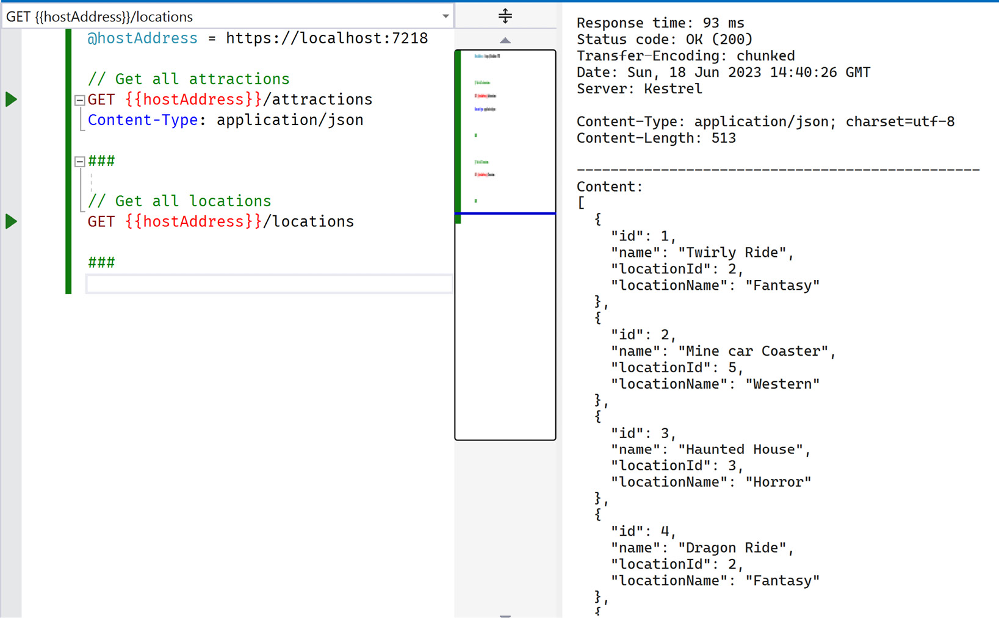 GET {{hostAddress}}/locations
@hostAddress = https://localhost:7218
// Get all attractions
GET {{hostAddress}}/attractions
Content-Type: application/json
###
// Get all locations
GET {{hostAddress}}/locations
###
Response time: 93 ms
Status code: OK (200)
Transfer-Encoding: chunked
Date: Sun, 18 Jun 2023 14:40:26 GMT
Server: Kestrel
Content-Type: application/json; charset=utf-8
Content-Length: 513
------------------------------------------------
Content:
[
{
"id": 1,
"name": "Twirly Ride",
"locationId": 2,
"locationName": "Fantasy"
},
{
"id": 2,
"name": "Mine car Coaster",
"locationId": 5,
"locationName": "Western"
},
{
"id": 3,
"name": "Haunted House",
"locationId": 3,
"locationName": "Horror"
},
{
"id": 4,
"name": "Dragon Ride",
"locationId": 2,
"locationName": "Fantasy"
},
{